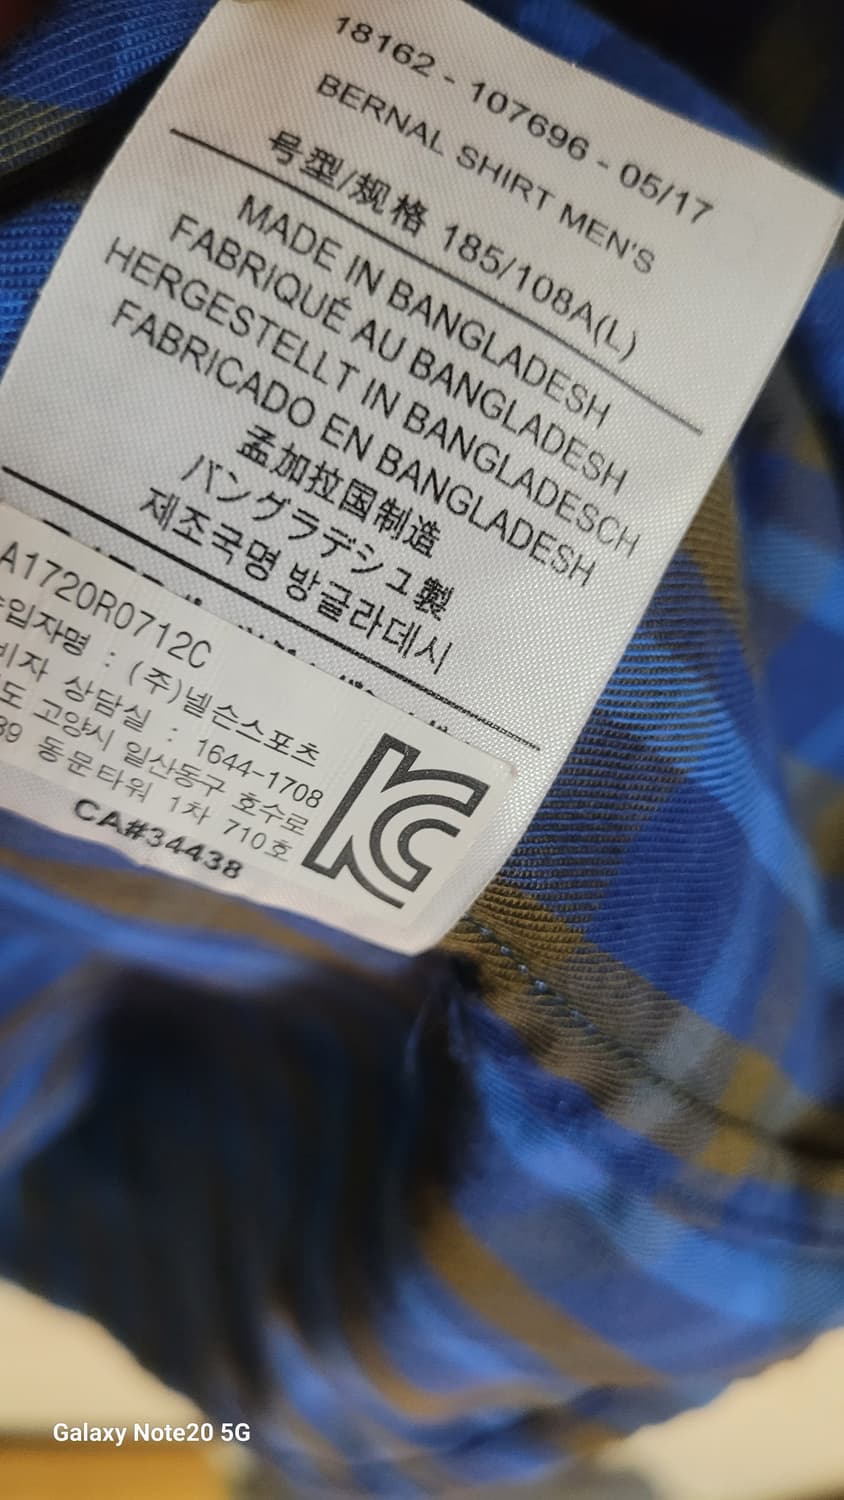 18162 - 107696 - 05/17
BERNAL SHIRT MEN'S
号型/规格 185/108A(L)
MADE IN BANGLADESH
FABRIQUÉ AU BANGLADESH
HERGESTELLT IN BANGLADESCH
FABRICADO EN BANGLADESH
孟加拉国制造
バングラデシュ製
제조국명 방글라데시
A1720R0712C
수입자명 : (주)넬슨스포츠
비자 상담실 : 1644-1708
도 고양시 일산동구 호수로
39 동문타워 1차 710호
CA#34438
Galaxy Note20 5G